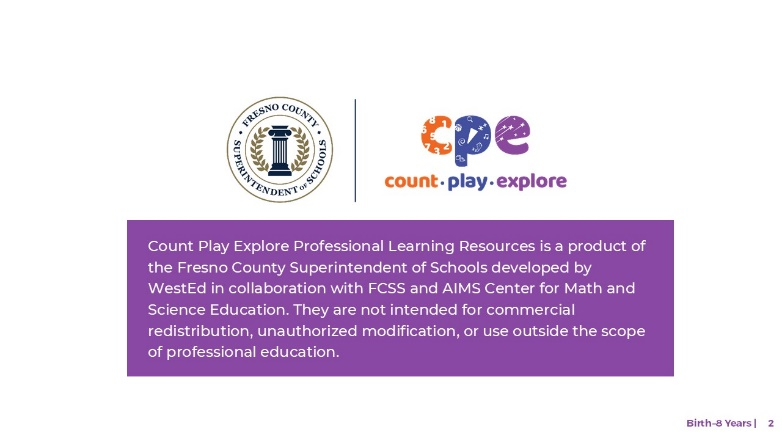 FRESNO COUNTY
SUPERINTENDENT OF SCHOOLS
cpe
count·play·explore
Count Play Explore Professional Learning Resources is a product of
the Fresno County Superintendent of Schools developed by
WestEd in collaboration with FCSS and AIMS Center for Math and
Science Education. They are not intended for commercial
redistribution, unauthorized modification, or use outside the scope
of professional education.
Birth–8 Years | 2